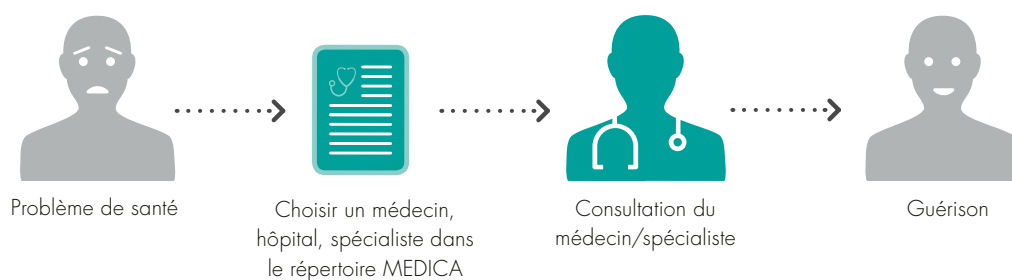 Problème de santé
Choisir un médecin,
hôpital, spécialiste dans
le répertoire MEDICA
Consultation du
médecin/spécialiste
Guérison